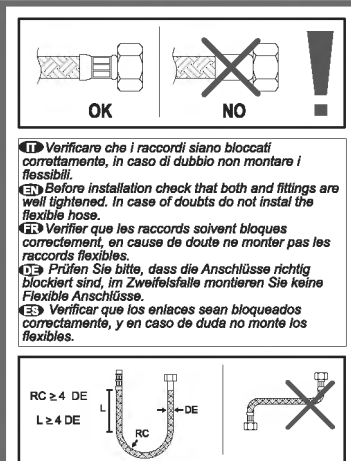 OK
NO
IT Verificare che i raccordi siano bloccati
correttamente, in caso di dubbio non montare i
flessibili.
EN Before installation check that both and fittings are
well tightened. In case of doubts do not instal the
flexible hose.
FR Verifier que les raccords soivent bloques
correctement, en cause de doute ne monter pas les
raccords flexibles.
DE Prüfen Sie bitte, dass die Anschlüsse richtig
blockiert sind, im Zweifelsfalle montieren Sie keine
Flexible Anschlüsse.
ES Verificar que los enlaces sean bloqueados
correctamente, y en caso de duda no monte los
flexibles.
RC ≥ 4 DE
L ≥ 4 DE
L
DE
RC